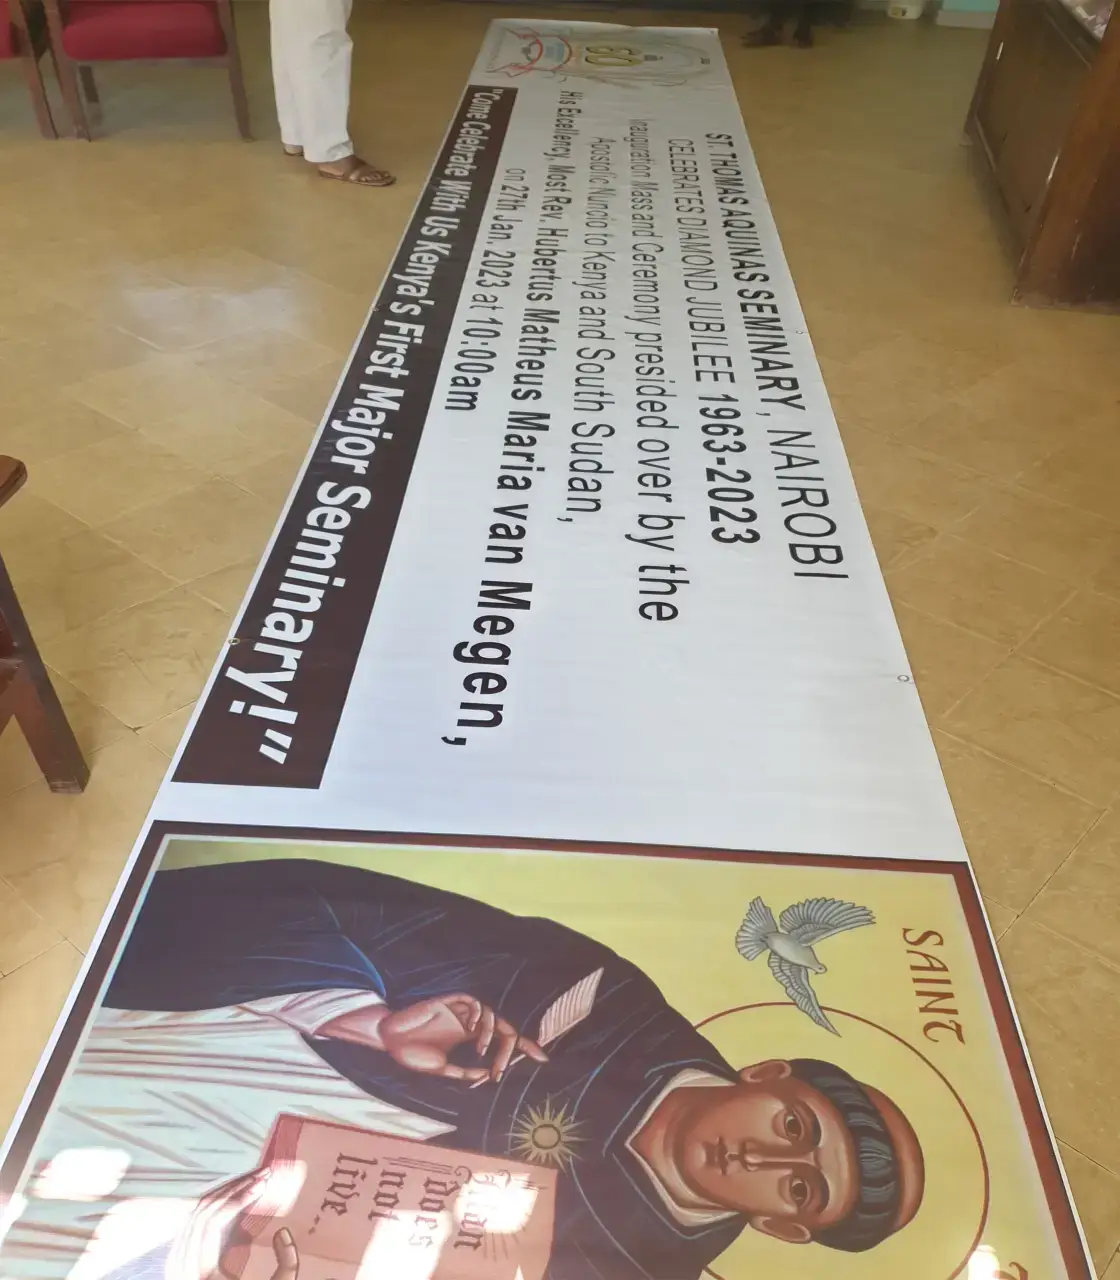 60
ST. THOMAS AQUINAS SEMINARY, NAIROBI
CELEBRATES DIAMOND JUBILEE 1963-2023
Inauguration Mass and Ceremony presided over by the
Apostolic Nuncio to Kenya and South Sudan,
His Excellency, Most Rev. Hubertus Matheus Maria van Megen,
on 27th Jan. 2023 at 10:00am
"Come Celebrate With Us Kenya's First Major Seminary!"
SAINT
Man
does
not
live...